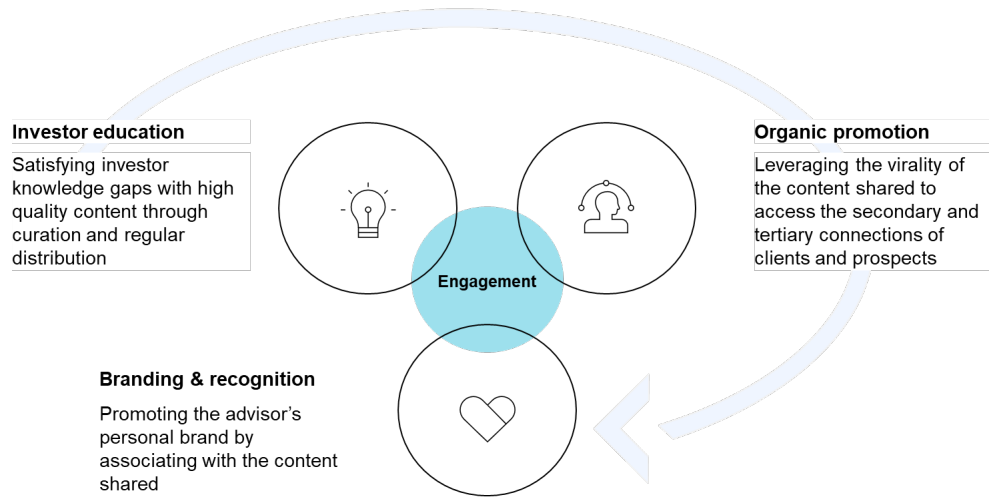 Investor education
Satisfying investor
knowledge gaps with high
quality content through
curation and regular
distribution
Organic promotion
Leveraging the virality of
the content shared to
access the secondary and
tertiary connections of
clients and prospects
Engagement
Branding & recognition
Promoting the advisor’s
personal brand by
associating with the content
shared